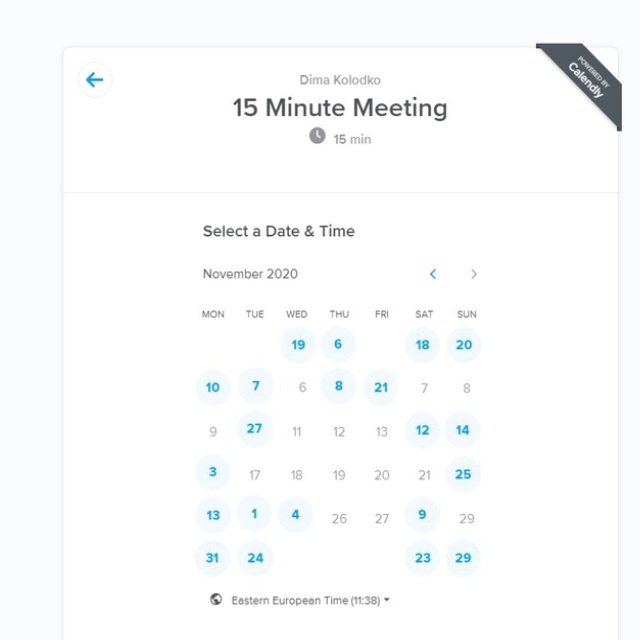 POWERED BY
Calendly
Dima Kolodko
15 Minute Meeting
15 min
Select a Date & Time
November 2020
MON TUE WED THU FRI SAT SUN
19 6 18 20
10 7 6 8 21 7 8
9 27 11 12 13 12 14
3 17 18 19 20 21 25
13 1 4 26 27 9 29
31 24 23 29
Eastern European Time (11:38)